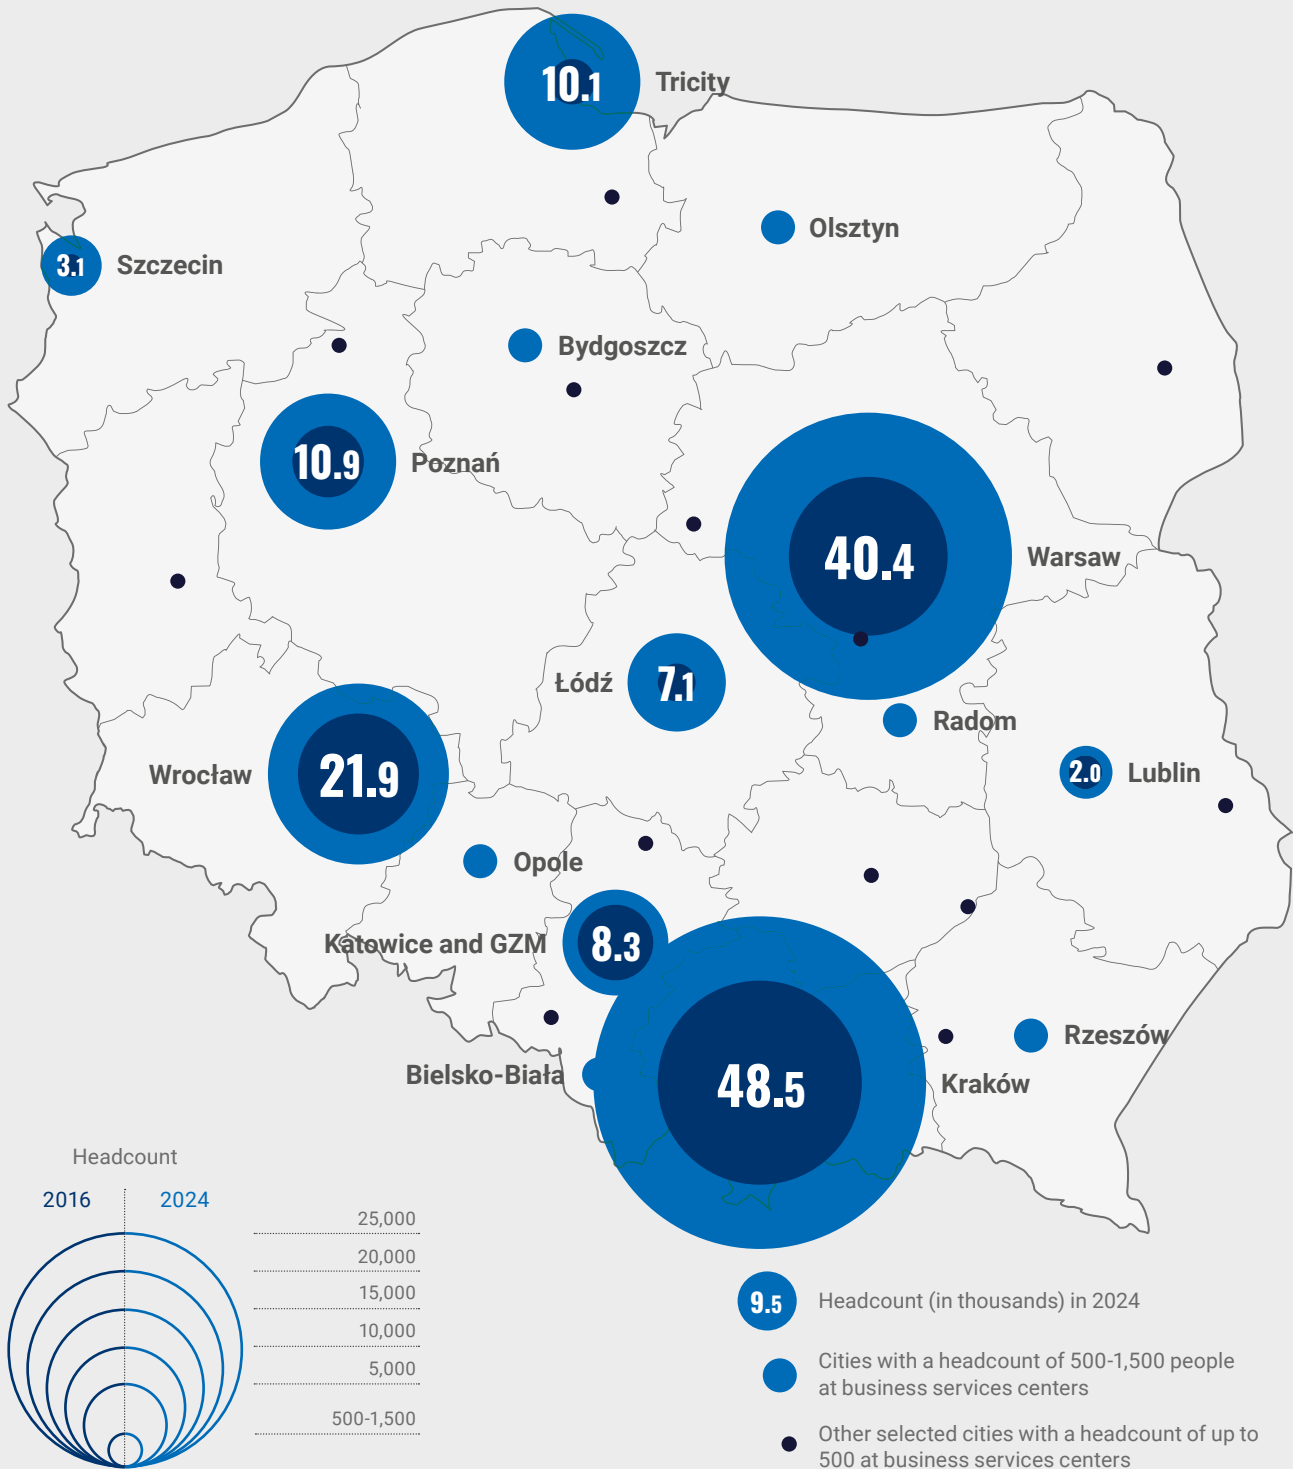 10.1
Tricity
Olsztyn
3.1
Szczecin
Bydgoszcz
10.9
Poznań
40.4
Warsaw
7.1
Łódź
Radom
21.9
Wrocław
2.0
Lublin
Opole
8.3
Katowice and GZM
Rzeszów
Bielsko-Biała
48.5
Kraków
Headcount
2016
2024
25,000
20,000
15,000
10,000
5,000
500-1,500
9.5
Headcount (in thousands) in 2024
Cities with a headcount of 500-1,500 people
at business services centers
Other selected cities with a headcount of up to
500 at business services centers